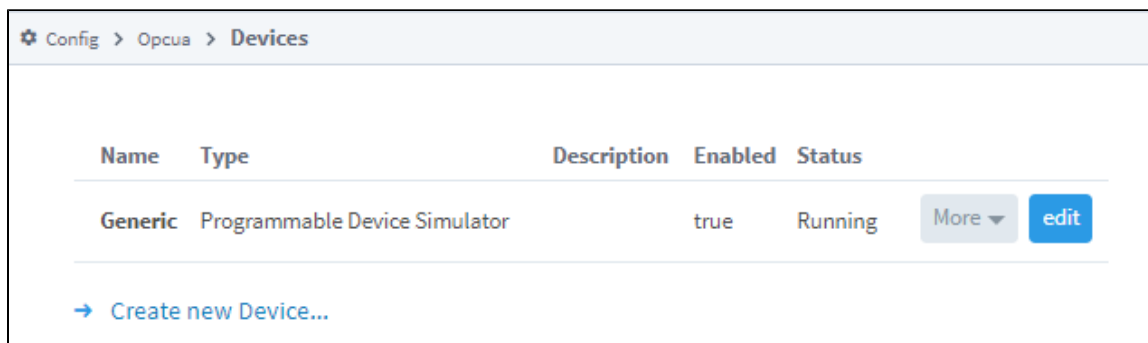 Config > Opcua > Devices
Name Type Description Enabled Status
Generic Programmable Device Simulator true Running More edit
Create new Device...